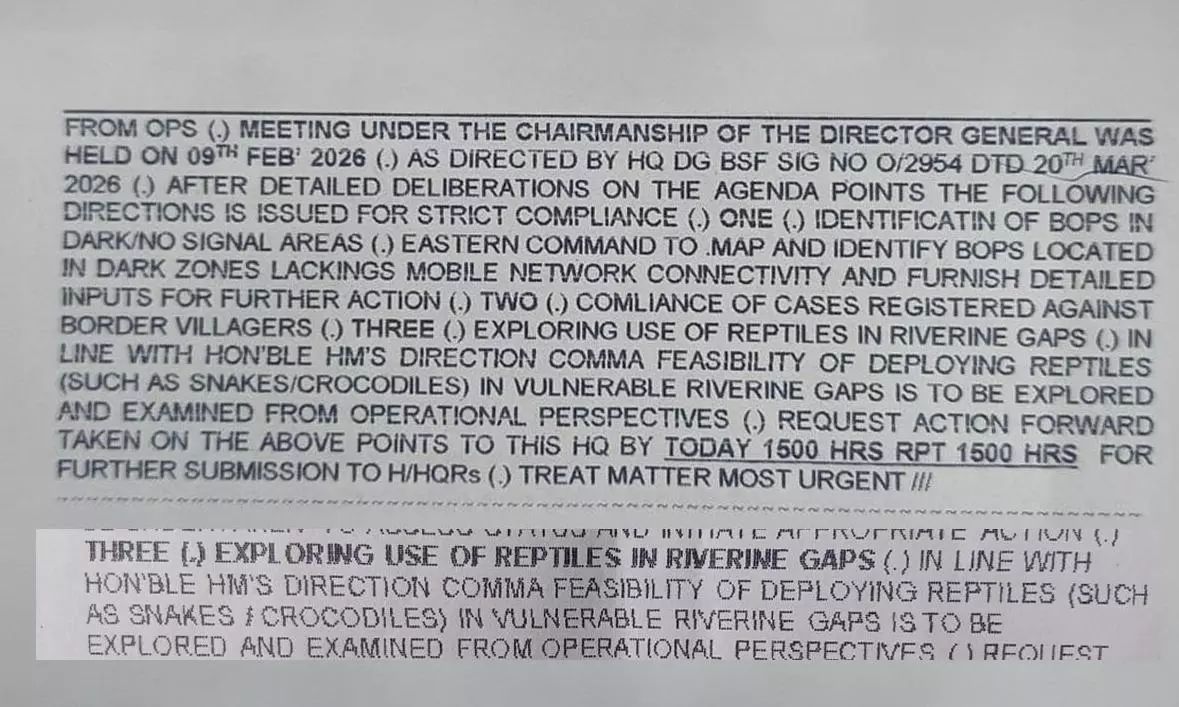 FROM OPS (.) MEETING UNDER THE CHAIRMANSHIP OF THE DIRECTOR GENERAL WAS
HELD ON 09TH FEB' 2026 (.) AS DIRECTED BY HQ DG BSF SIG NO O/2954 DTD 20TH MAR'
2026 (.) AFTER DETAILED DELIBERATIONS ON THE AGENDA POINTS THE FOLLOWING
DIRECTIONS IS ISSUED FOR STRICT COMPLIANCE (.) ONE (.) IDENTIFICATIN OF BOPS IN
DARK/NO SIGNAL AREAS (.) EASTERN COMMAND TO .MAP AND IDENTIFY BOPS LOCATED
IN DARK ZONES LACKINGS MOBILE NETWORK CONNECTIVITY AND FURNISH DETAILED
INPUTS FOR FURTHER ACTION (.) TWO (.) COMLIANCE OF CASES REGISTERED AGAINST
BORDER VILLAGERS (.) THREE (.) EXPLORING USE OF REPTILES IN RIVERINE GAPS (.) IN
LINE WITH HON'BLE HM'S DIRECTION COMMA FEASIBILITY OF DEPLOYING REPTILES
(SUCH AS SNAKES/CROCODILES) IN VULNERABLE RIVERINE GAPS IS TO BE EXPLORED
AND EXAMINED FROM OPERATIONAL PERSPECTIVES (.) REQUEST ACTION FORWARD
TAKEN ON THE ABOVE POINTS TO THIS HQ BY TODAY 1500 HRS RPT 1500 HRS FOR
FURTHER SUBMISSION TO H/HQRs (.) TREAT MATTER MOST URGENT ///
AND INITIATE APPROPRIATE ACTION (.)
THREE (.) EXPLORING USE OF REPTILES IN RIVERINE GAPS (.) IN LINE WITH
HON'BLE HM'S DIRECTION COMMA FEASIBILITY OF DEPLOYING REPTILES (SUCH
AS SNAKES / CROCODILES) IN VULNERABLE RIVERINE GAPS IS TO BE
EXPLORED AND EXAMINED FROM OPERATIONAL PERSPECTIVES (.) REQUEST